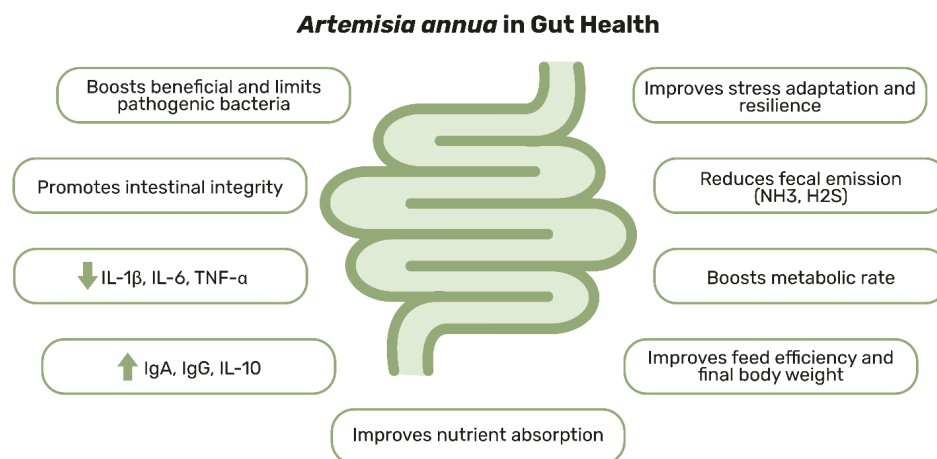 Artemisia annua in Gut Health
Boosts beneficial and limits
pathogenic bacteria
Promotes intestinal integrity
IL-1β, IL-6, TNF-α
IgA, IgG, IL-10
Improves nutrient absorption
Improves stress adaptation and
resilience
Reduces fecal emission
(NH3, H2S)
Boosts metabolic rate
Improves feed efficiency and
final body weight